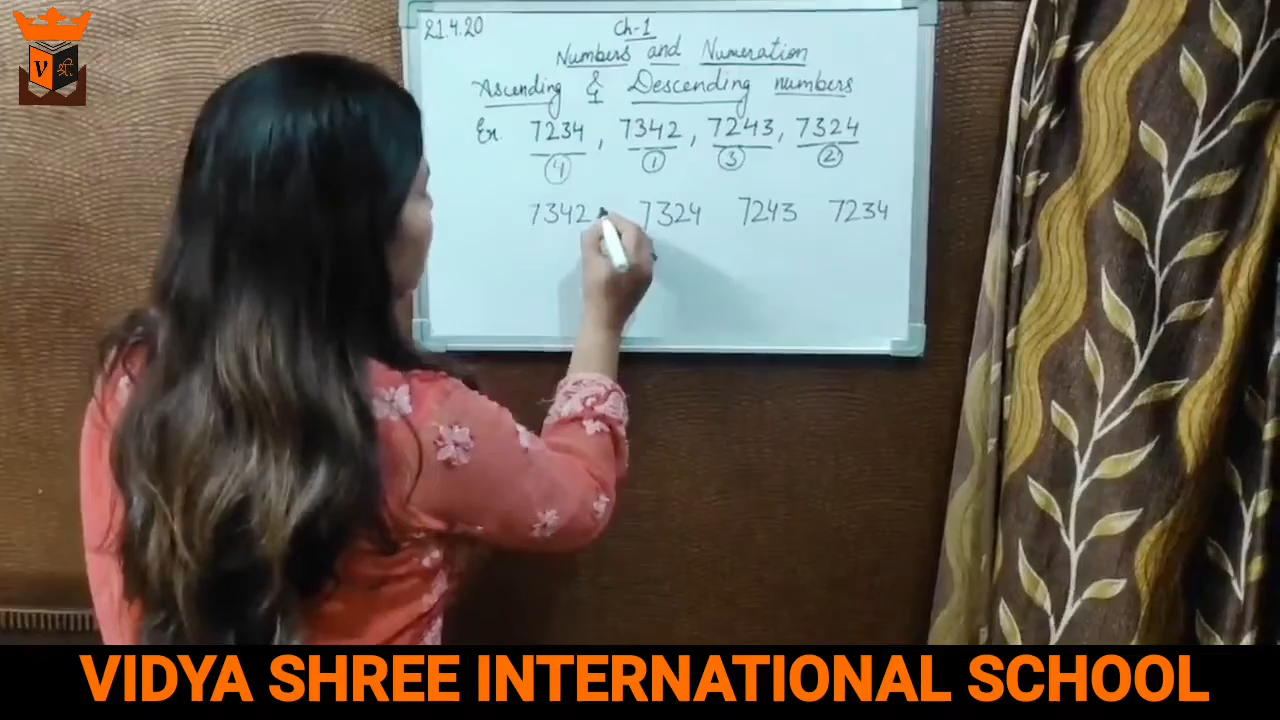 V श्री
21.4.20
Ch-1
Numbers and Numeration
Ascending & Descending numbers
Ex. 7234, 7342, 7243, 7324
4 1 3 2
7342 7324 7243 7234
VIDYA SHREE INTERNATIONAL SCHOOL